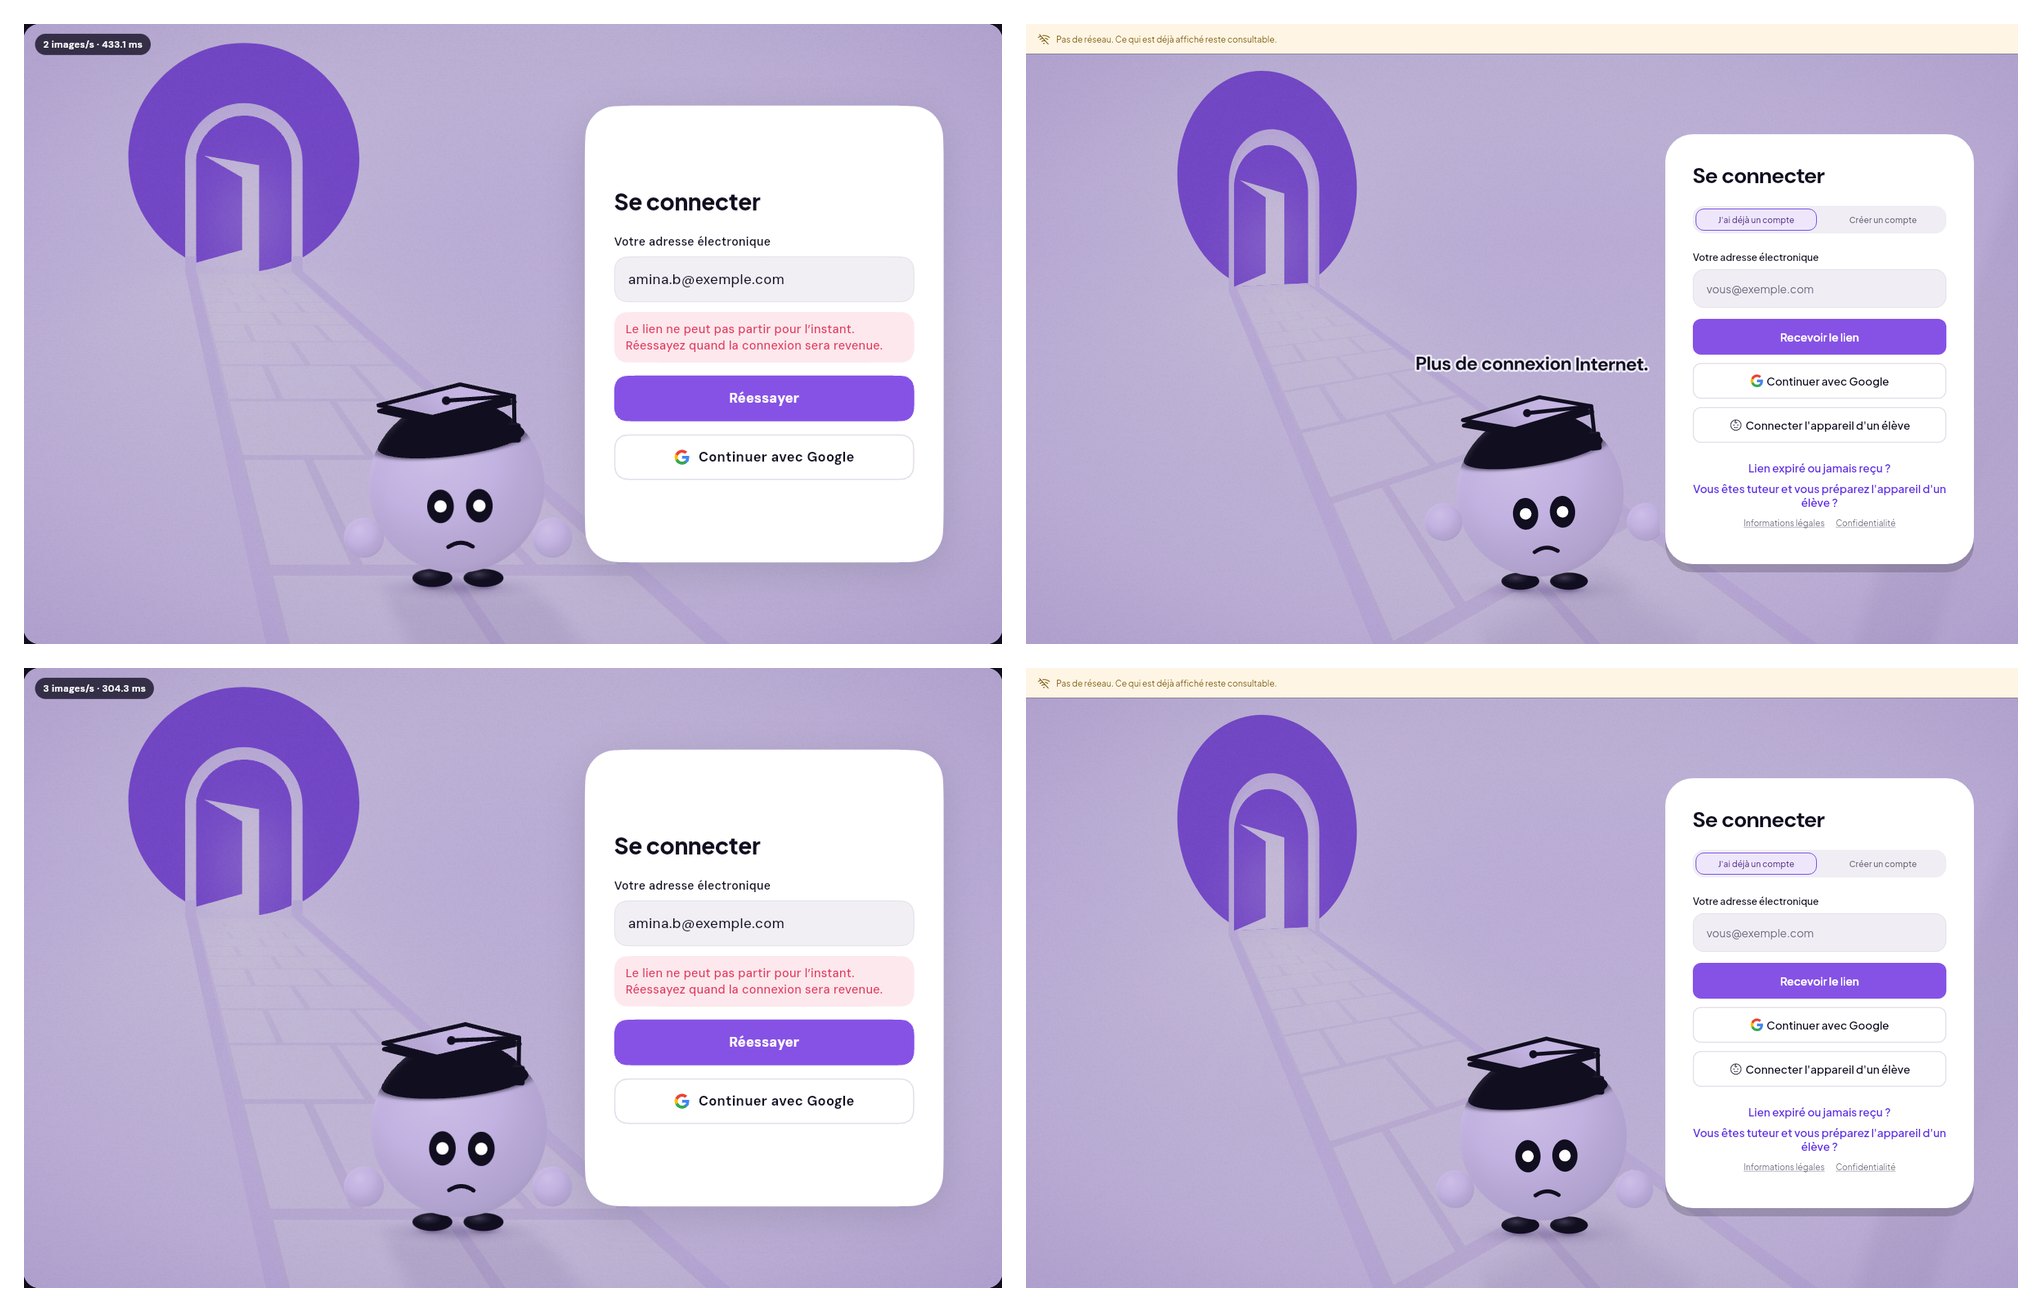 2 images/s · 433.1 ms
Se connecter
Votre adresse électronique
amina.b@exemple.com
Le lien ne peut pas partir pour l'instant.
Réessayez quand la connexion sera revenue.
Réessayer
Continuer avec Google
Pas de réseau. Ce qui est déjà affiché reste consultable.
Plus de connexion Internet.
Se connecter
J'ai déjà un compte
Créer un compte
Votre adresse électronique
vous@exemple.com
Recevoir le lien
Continuer avec Google
Connecter l'appareil d'un élève
Lien expiré ou jamais reçu ?
Vous êtes tuteur et vous préparez l'appareil d'un
élève ?
Informations légales Confidentialité
3 images/s · 304.3 ms
Se connecter
Votre adresse électronique
amina.b@exemple.com
Le lien ne peut pas partir pour l'instant.
Réessayez quand la connexion sera revenue.
Réessayer
Continuer avec Google
Pas de réseau. Ce qui est déjà affiché reste consultable.
Se connecter
J'ai déjà un compte
Créer un compte
Votre adresse électronique
vous@exemple.com
Recevoir le lien
Continuer avec Google
Connecter l'appareil d'un élève
Lien expiré ou jamais reçu ?
Vous êtes tuteur et vous préparez l'appareil d'un
élève ?
Informations légales Confidentialité